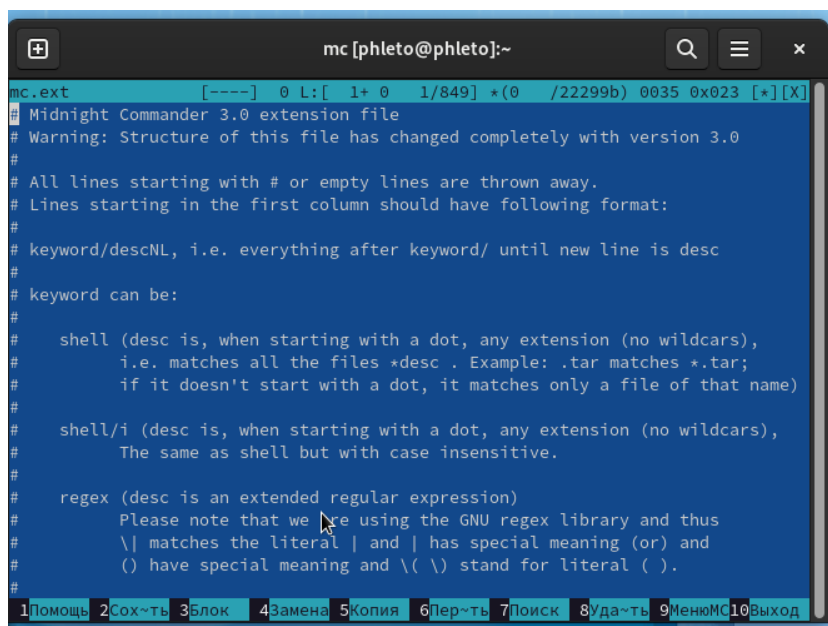 mc [phleto@phleto]:~
mc.ext [----] 0 L:[ 1+ 0 1/849] *(0 /22299b) 0035 0x023 [*][X]
# Midnight Commander 3.0 extension file
# Warning: Structure of this file has changed completely with version 3.0
#
# All lines starting with # or empty lines are thrown away.
# Lines starting in the first column should have following format:
#
# keyword/descNL, i.e. everything after keyword/ until new line is desc
#
# keyword can be:
#
# shell (desc is, when starting with a dot, any extension (no wildcars),
# i.e. matches all the files *desc . Example: .tar matches *.tar;
# if it doesn't start with a dot, it matches only a file of that name)
#
# shell/i (desc is, when starting with a dot, any extension (no wildcars),
# The same as shell but with case insensitive.
#
# regex (desc is an extended regular expression)
# Please note that we are using the GNU regex library and thus
# \| matches the literal | and | has special meaning (or) and
# () have special meaning and \( \) stand for literal ( ).
#
1Помощь 2Сох~ть 3Блок 4Замена 5Копия 6Пер~ть 7Поиск 8Уда~ть 9МенюMC 10Выход